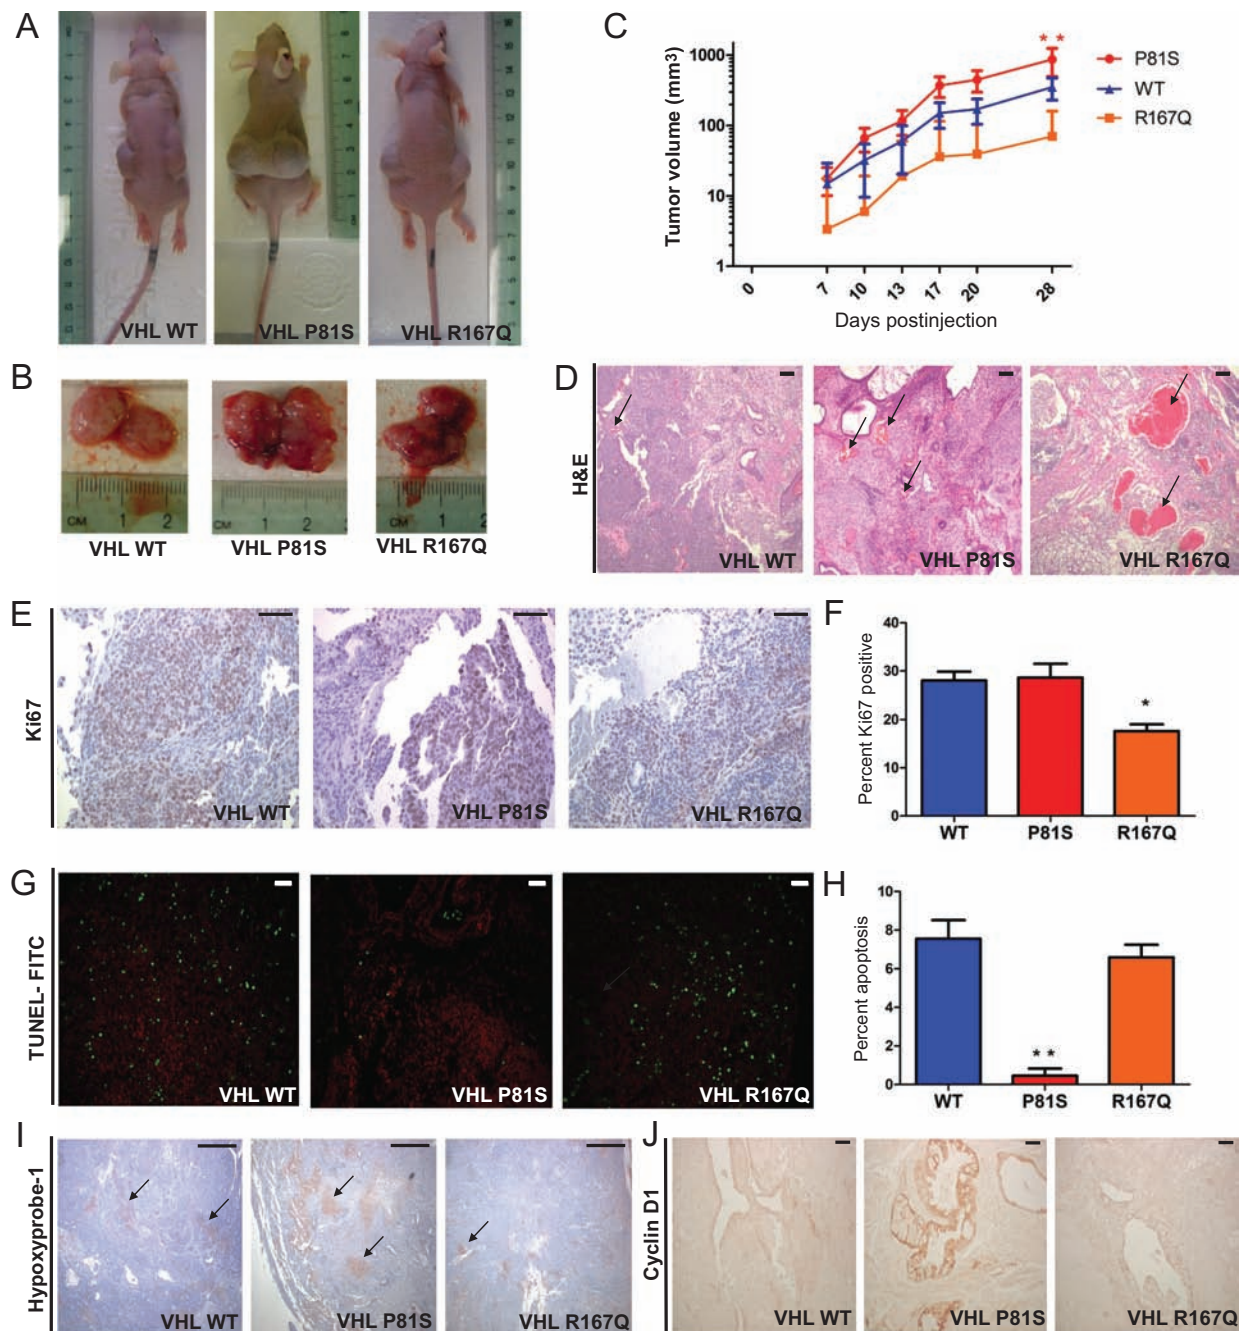 A
VHL WT
VHL P81S
VHL R167Q
B
CM 1 2
CM 1 2
CM 1 2
VHL WT
VHL P81S
VHL R167Q
C
Tumor volume (mm3)
1000
100
10
1
0 7 10 13 17 20 28
Days postinjection
* *
P81S
WT
R167Q
D
H&E
VHL WT
VHL P81S
VHL R167Q
E
Ki67
VHL WT
VHL P81S
VHL R167Q
F
Percent Ki67 positive
40
30
20
10
0
*
WT P81S R167Q
G
TUNEL- FITC
VHL WT
VHL P81S
VHL R167Q
H
Percent apoptosis
10
8
6
4
2
0
* *
WT P81S R167Q
I
Hypoxyprobe-1
VHL WT
VHL P81S
VHL R167Q
J
Cyclin D1
VHL WT
VHL P81S
VHL R167Q